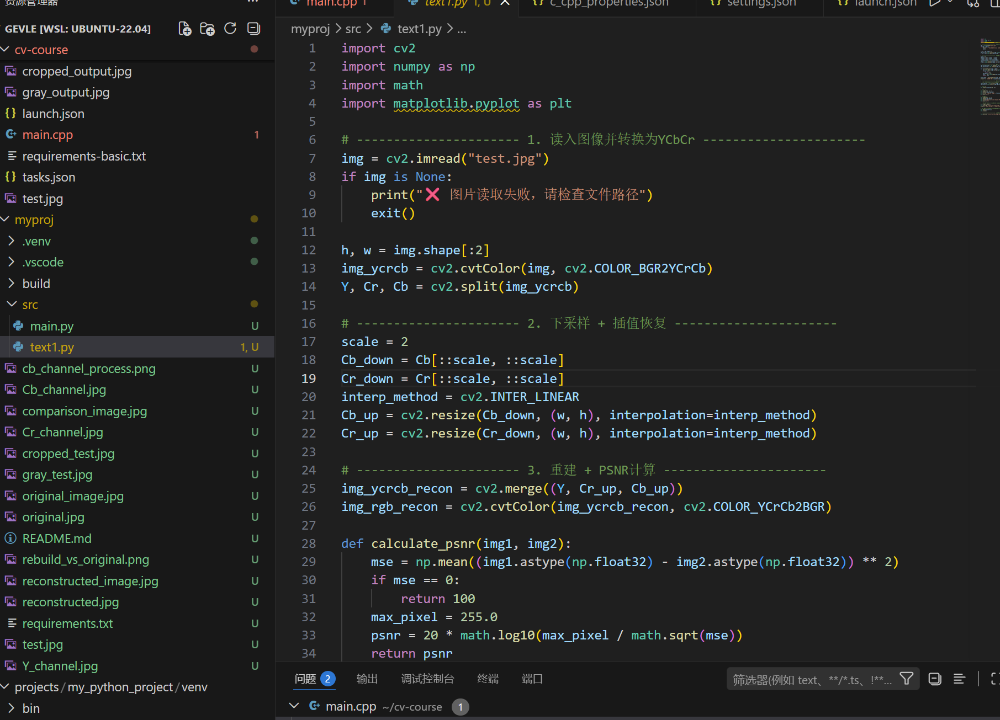 资源管理器
GEVLE [WSL: UBUNTU-22.04]
cv-course
cropped_output.jpg
gray_output.jpg
launch.json
main.cpp 1
requirements-basic.txt
tasks.json
test.jpg
myproj
.venv
.vscode
build
src
main.py U
text1.py 1, U
cb_channel_process.png U
Cb_channel.jpg U
comparison_image.jpg U
Cr_channel.jpg U
cropped_test.jpg U
gray_test.jpg U
original_image.jpg U
original.jpg U
README.md U
rebuild_vs_original.png U
reconstructed_image.jpg U
reconstructed.jpg U
requirements.txt U
test.jpg U
Y_channel.jpg U
projects/my_python_project/venv
bin
main.cpp 1 text1.py 1, U c_cpp_properties.json settings.json launch.json
myproj > src > text1.py > ...
1 import cv2
2 import numpy as np
3 import math
4 import matplotlib.pyplot as plt
5
6 # ---------------------- 1. 读入图像并转换为YCbCr ----------------------
7 img = cv2.imread("test.jpg")
8 if img is None:
9     print("❌ 图片读取失败，请检查文件路径")
10     exit()
11
12 h, w = img.shape[:2]
13 img_ycrcb = cv2.cvtColor(img, cv2.COLOR_BGR2YCrCb)
14 Y, Cr, Cb = cv2.split(img_ycrcb)
15
16 # ---------------------- 2. 下采样 + 插值恢复 ----------------------
17 scale = 2
18 Cb_down = Cb[::scale, ::scale]
19 Cr_down = Cr[::scale, ::scale]
20 interp_method = cv2.INTER_LINEAR
21 Cb_up = cv2.resize(Cb_down, (w, h), interpolation=interp_method)
22 Cr_up = cv2.resize(Cr_down, (w, h), interpolation=interp_method)
23
24 # ---------------------- 3. 重建 + PSNR计算 ----------------------
25 img_ycrcb_recon = cv2.merge((Y, Cr_up, Cb_up))
26 img_rgb_recon = cv2.cvtColor(img_ycrcb_recon, cv2.COLOR_YCrCb2BGR)
27
28 def calculate_psnr(img1, img2):
29     mse = np.mean((img1.astype(np.float32) - img2.astype(np.float32)) ** 2)
30     if mse == 0:
31         return 100
32     max_pixel = 255.0
33     psnr = 20 * math.log10(max_pixel / math.sqrt(mse))
34     return psnr
问题 2 输出 调试控制台 终端 端口 筛选器(例如 text、**/*.ts、!**...
main.cpp ~/cv-course 1